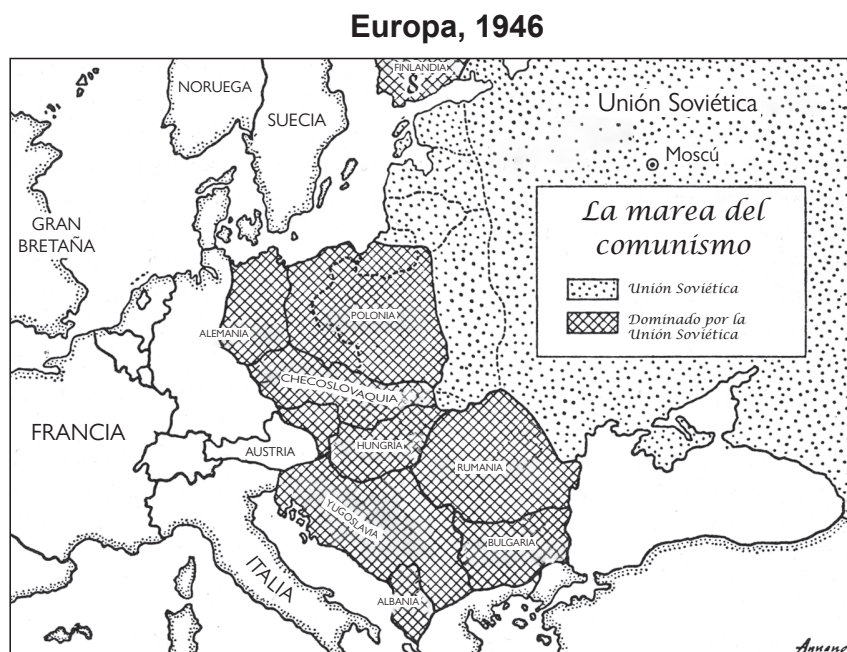 Europa, 1946
FINLANDIA
NORUEGA
SUECIA
Unión Soviética
Moscú
GRAN
BRETAÑA
La marea del
comunismo
Unión Soviética
Dominado por la
Unión Soviética
ALEMANIA
POLONIA
CHECOSLOVAQUIA
FRANCIA
AUSTRIA
HUNGRÍA
RUMANIA
YUGOSLAVIA
BULGARIA
ITALIA
ALBANIA